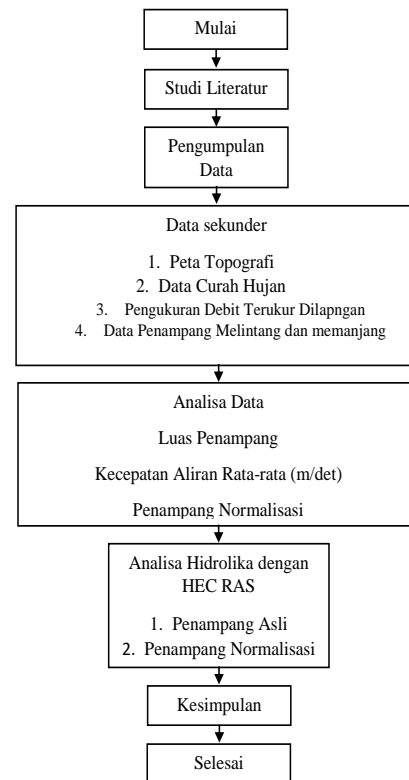 Mulai
Studi Literatur
Pengumpulan
Data
Data sekunder
1. Peta Topografi
2. Data Curah Hujan
3. Pengukuran Debit Terukur Dilapngan
4. Data Penampang Melintang dan memanjang
Analisa Data
Luas Penampang
Kecepatan Aliran Rata-rata (m/det)
Penampang Normalisasi
Analisa Hidrolika dengan
HEC RAS
1. Penampang Asli
2. Penampang Normalisasi
Kesimpulan
Selesai